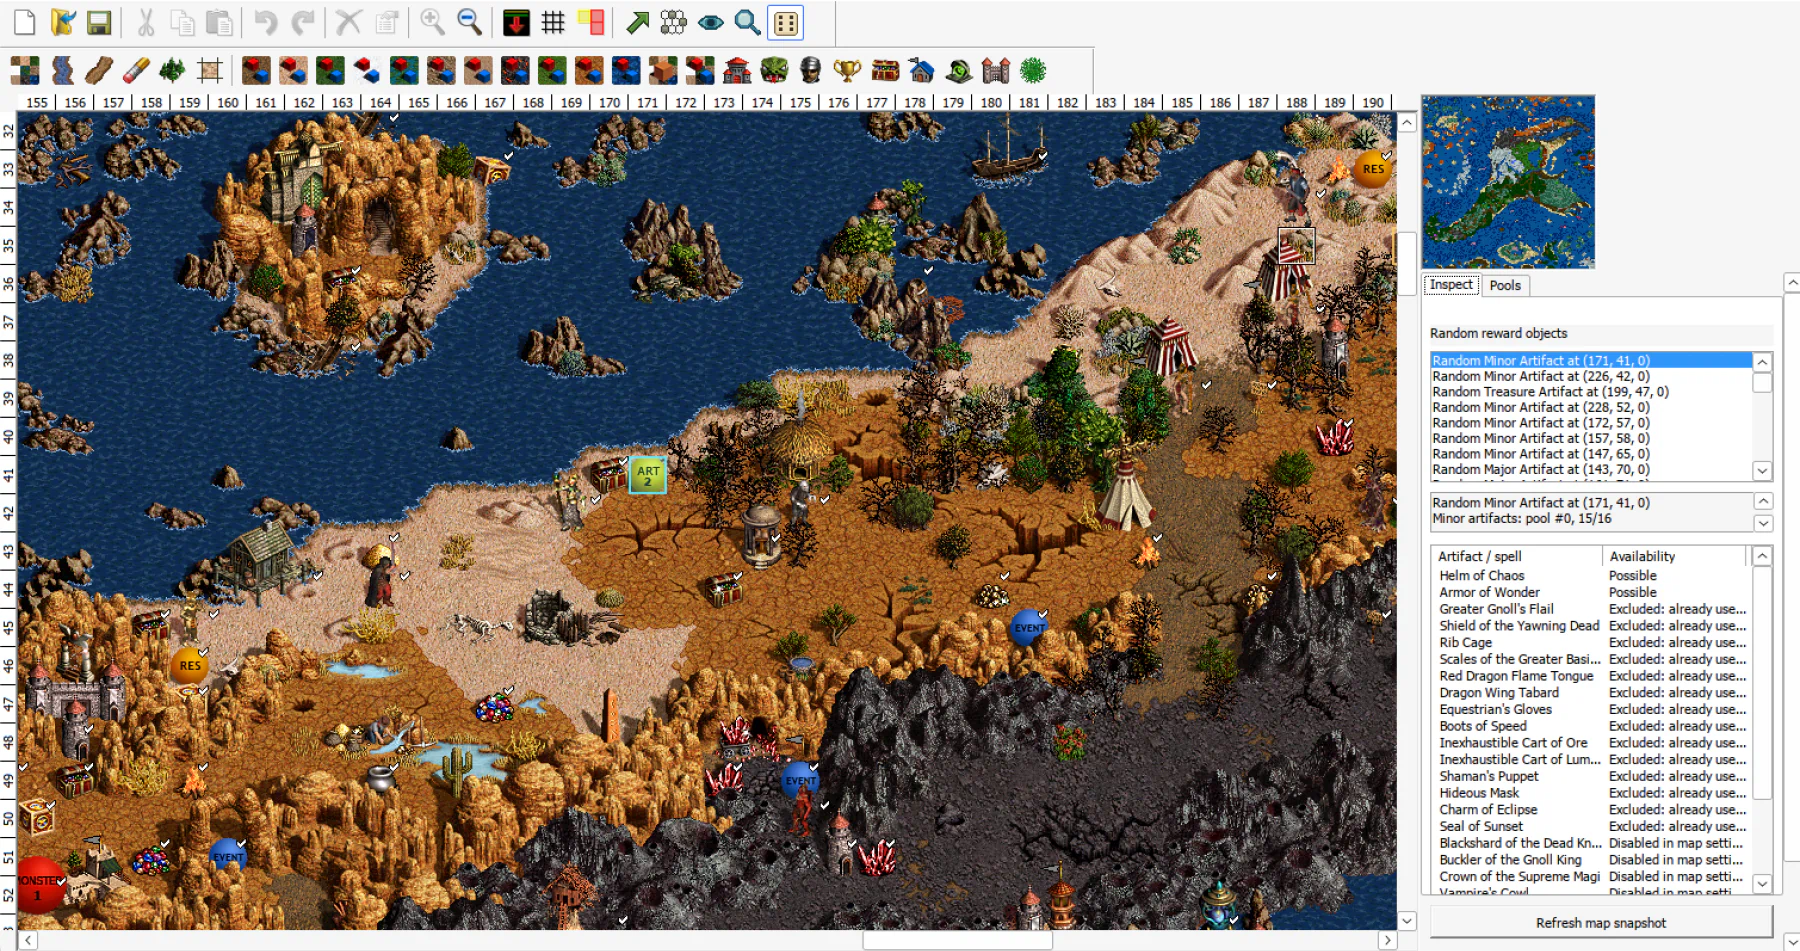 155 156 157 158 159 160 161 162 163 164 165 166 167 168 169 170 171 172 173 174 175 176 177 178 179 180 181 182 183 184 185 186 187 188 189 190
32
33
34
35
36
37
38
39
40
41
42
43
44
45
46
47
48
49
50
51
52
RES
ART
2
EVENT
RES
EVENT
EVENT
MONSTER
1
Inspect Pools
Random reward objects
Random Minor Artifact at (171, 41, 0)
Random Minor Artifact at (226, 42, 0)
Random Treasure Artifact at (199, 47, 0)
Random Minor Artifact at (228, 52, 0)
Random Minor Artifact at (172, 57, 0)
Random Minor Artifact at (157, 58, 0)
Random Minor Artifact at (147, 65, 0)
Random Major Artifact at (143, 70, 0)
Random Minor Artifact at (171, 41, 0)
Minor artifacts: pool #0, 15/16
Artifact / spell Availability
Helm of Chaos Possible
Armor of Wonder Possible
Greater Gnoll's Flail Excluded: already use...
Shield of the Yawning Dead Excluded: already use...
Rib Cage Excluded: already use...
Scales of the Greater Basi... Excluded: already use...
Red Dragon Flame Tongue Excluded: already use...
Dragon Wing Tabard Excluded: already use...
Equestrian's Gloves Excluded: already use...
Boots of Speed Excluded: already use...
Inexhaustible Cart of Ore Excluded: already use...
Inexhaustible Cart of Lum... Excluded: already use...
Shaman's Puppet Excluded: already use...
Hideous Mask Excluded: already use...
Charm of Eclipse Excluded: already use...
Seal of Sunset Excluded: already use...
Blackshard of the Dead Kn... Disabled in map setti...
Buckler of the Gnoll King Disabled in map setti...
Crown of the Supreme Magi Disabled in map setti...
Vampire's Cowl Disabled in map setti...
Refresh map snapshot